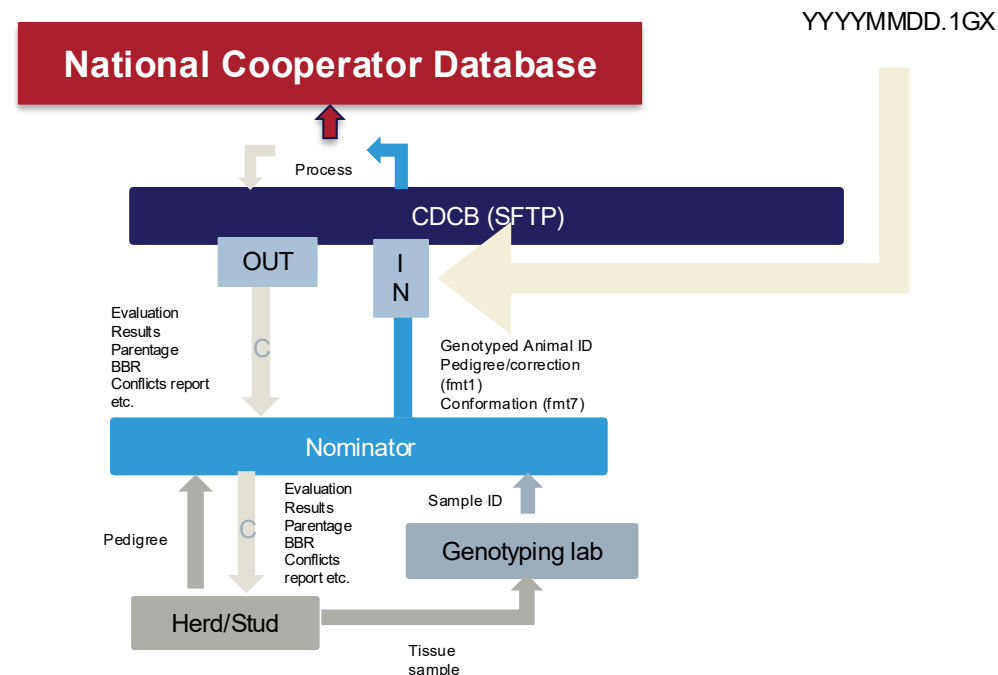 YYYYMMDD.1GX
National Cooperator Database
Process
CDCB (SFTP)
OUT
I
N
Evaluation
Results
Parentage
BBR
Conflicts report
etc.
C
Genotyped Animal ID
Pedigree/correction
(fmt1)
Conformation (fmt7)
Nominator
Pedigree
C
Evaluation
Results
Parentage
BBR
Conflicts
report etc.
Sample ID
Genotyping lab
Herd/Stud
Tissue
sample